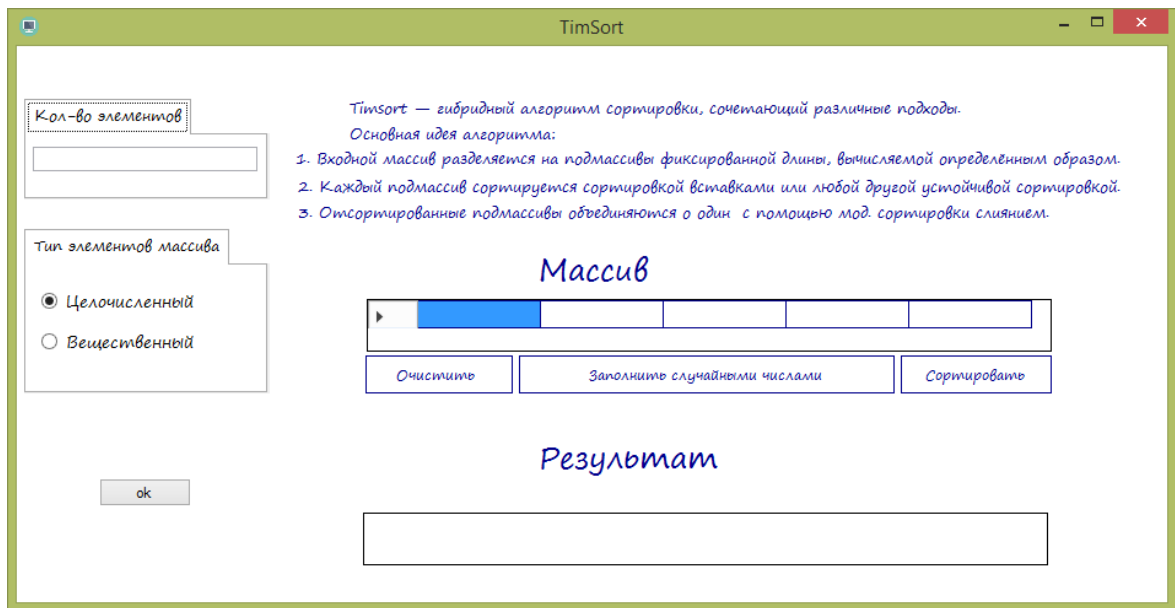 TimSort
Кол-во элементов
Timsort — гибридный алгоритм сортировки, сочетающий различные подходы.
Основная идея алгоритма:
1. Входной массив разделяется на подмассивы фиксированной длины, вычисляемой определённым образом.
2. Каждый подмассив сортируется сортировкой вставками или любой другой устойчивой сортировкой.
3. Отсортированные подмассивы объединяются о один с помощью мод. сортировки слиянием.
Тип элементов массива
Целочисленный
Вещественный
Массив
Очистить
Заполнить случайными числами
Сортировать
Результат
ok